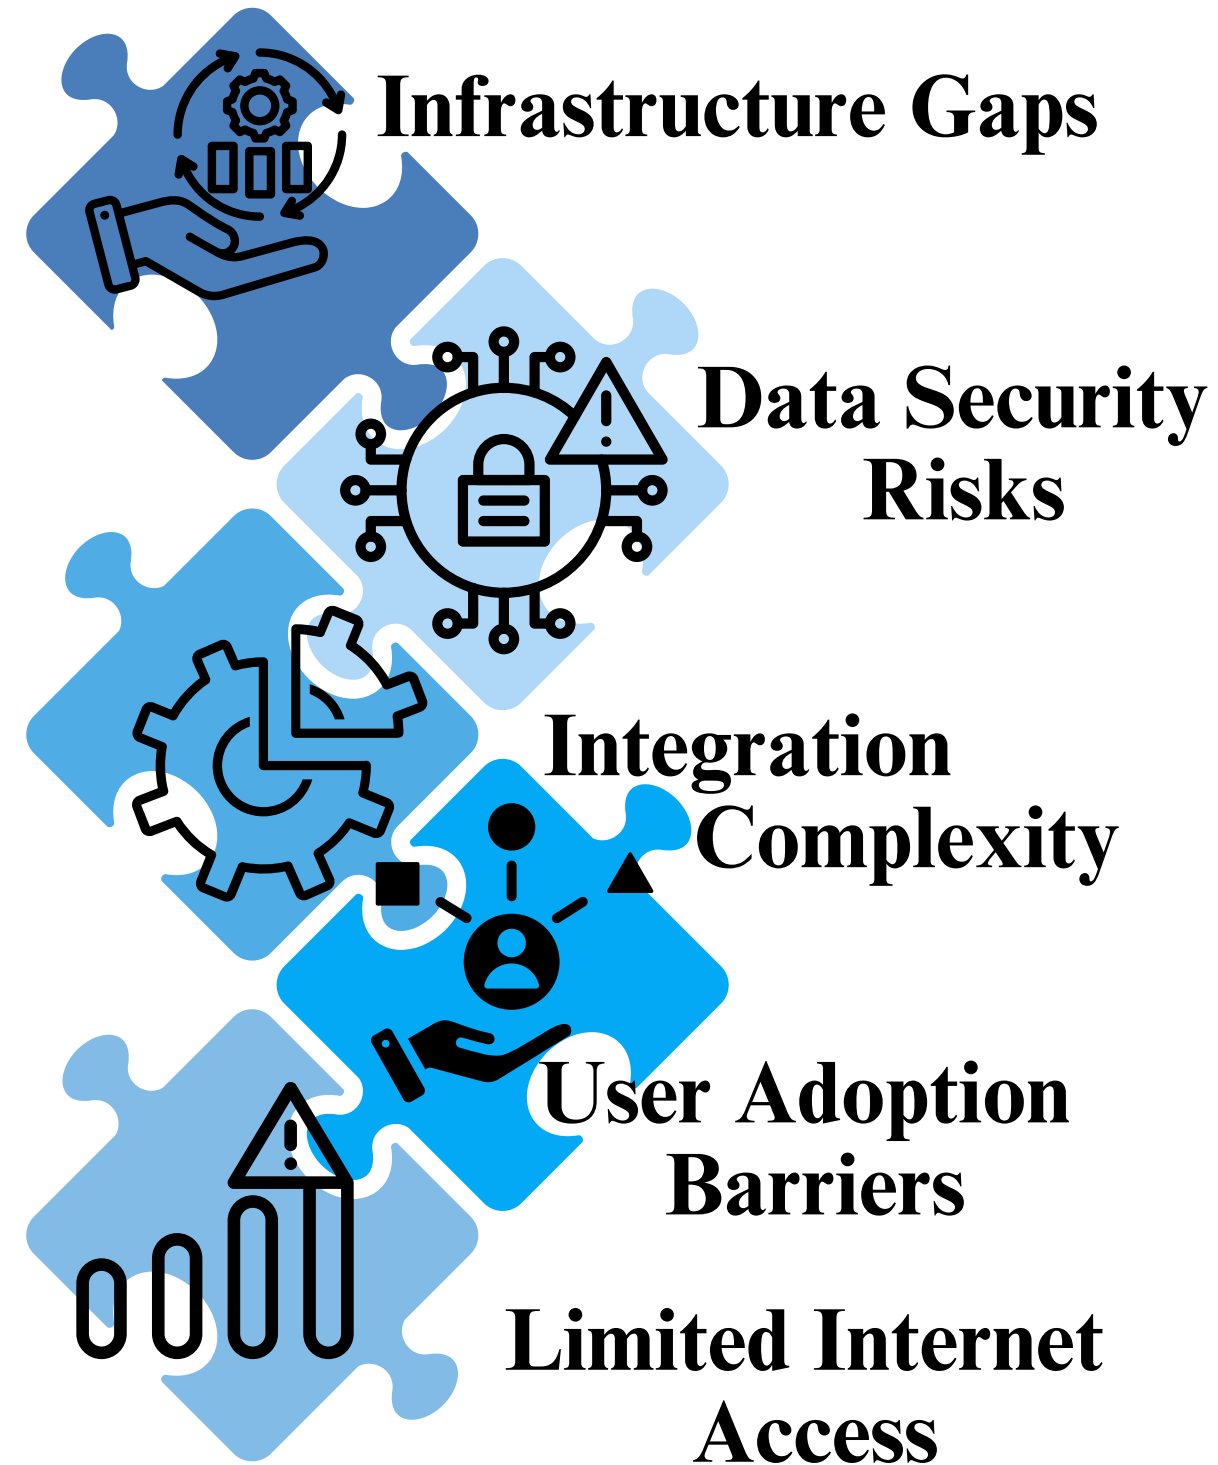 Infrastructure Gaps
Data Security
Risks
Integration
Complexity
User Adoption
Barriers
Limited Internet
Access